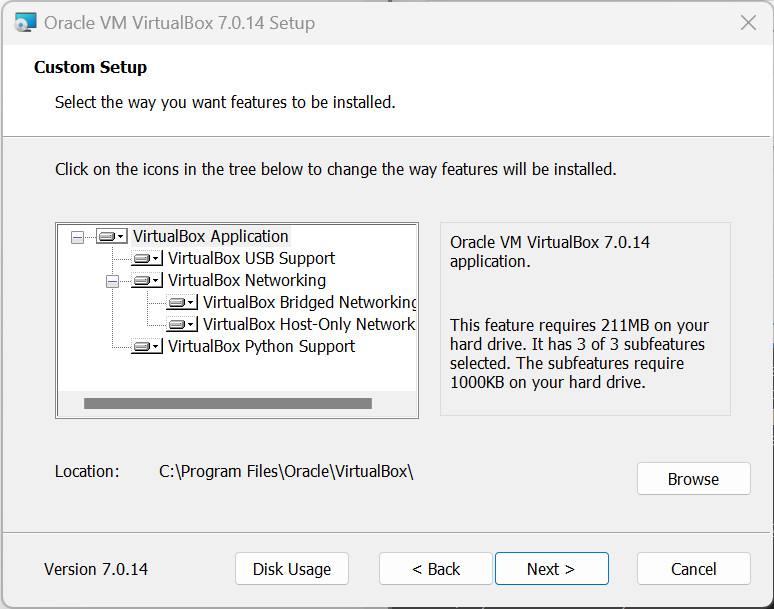 Oracle VM VirtualBox 7.0.14 Setup
Custom Setup
Select the way you want features to be installed.
Click on the icons in the tree below to change the way features will be installed.
VirtualBox Application
VirtualBox USB Support
VirtualBox Networking
VirtualBox Bridged Networking
VirtualBox Host-Only Network
VirtualBox Python Support
Oracle VM VirtualBox 7.0.14
application.
This feature requires 211MB on your
hard drive. It has 3 of 3 subfeatures
selected. The subfeatures require
1000KB on your hard drive.
Location:
C:\Program Files\Oracle\VirtualBox\
Browse
Version 7.0.14
Disk Usage
< Back
Next >
Cancel